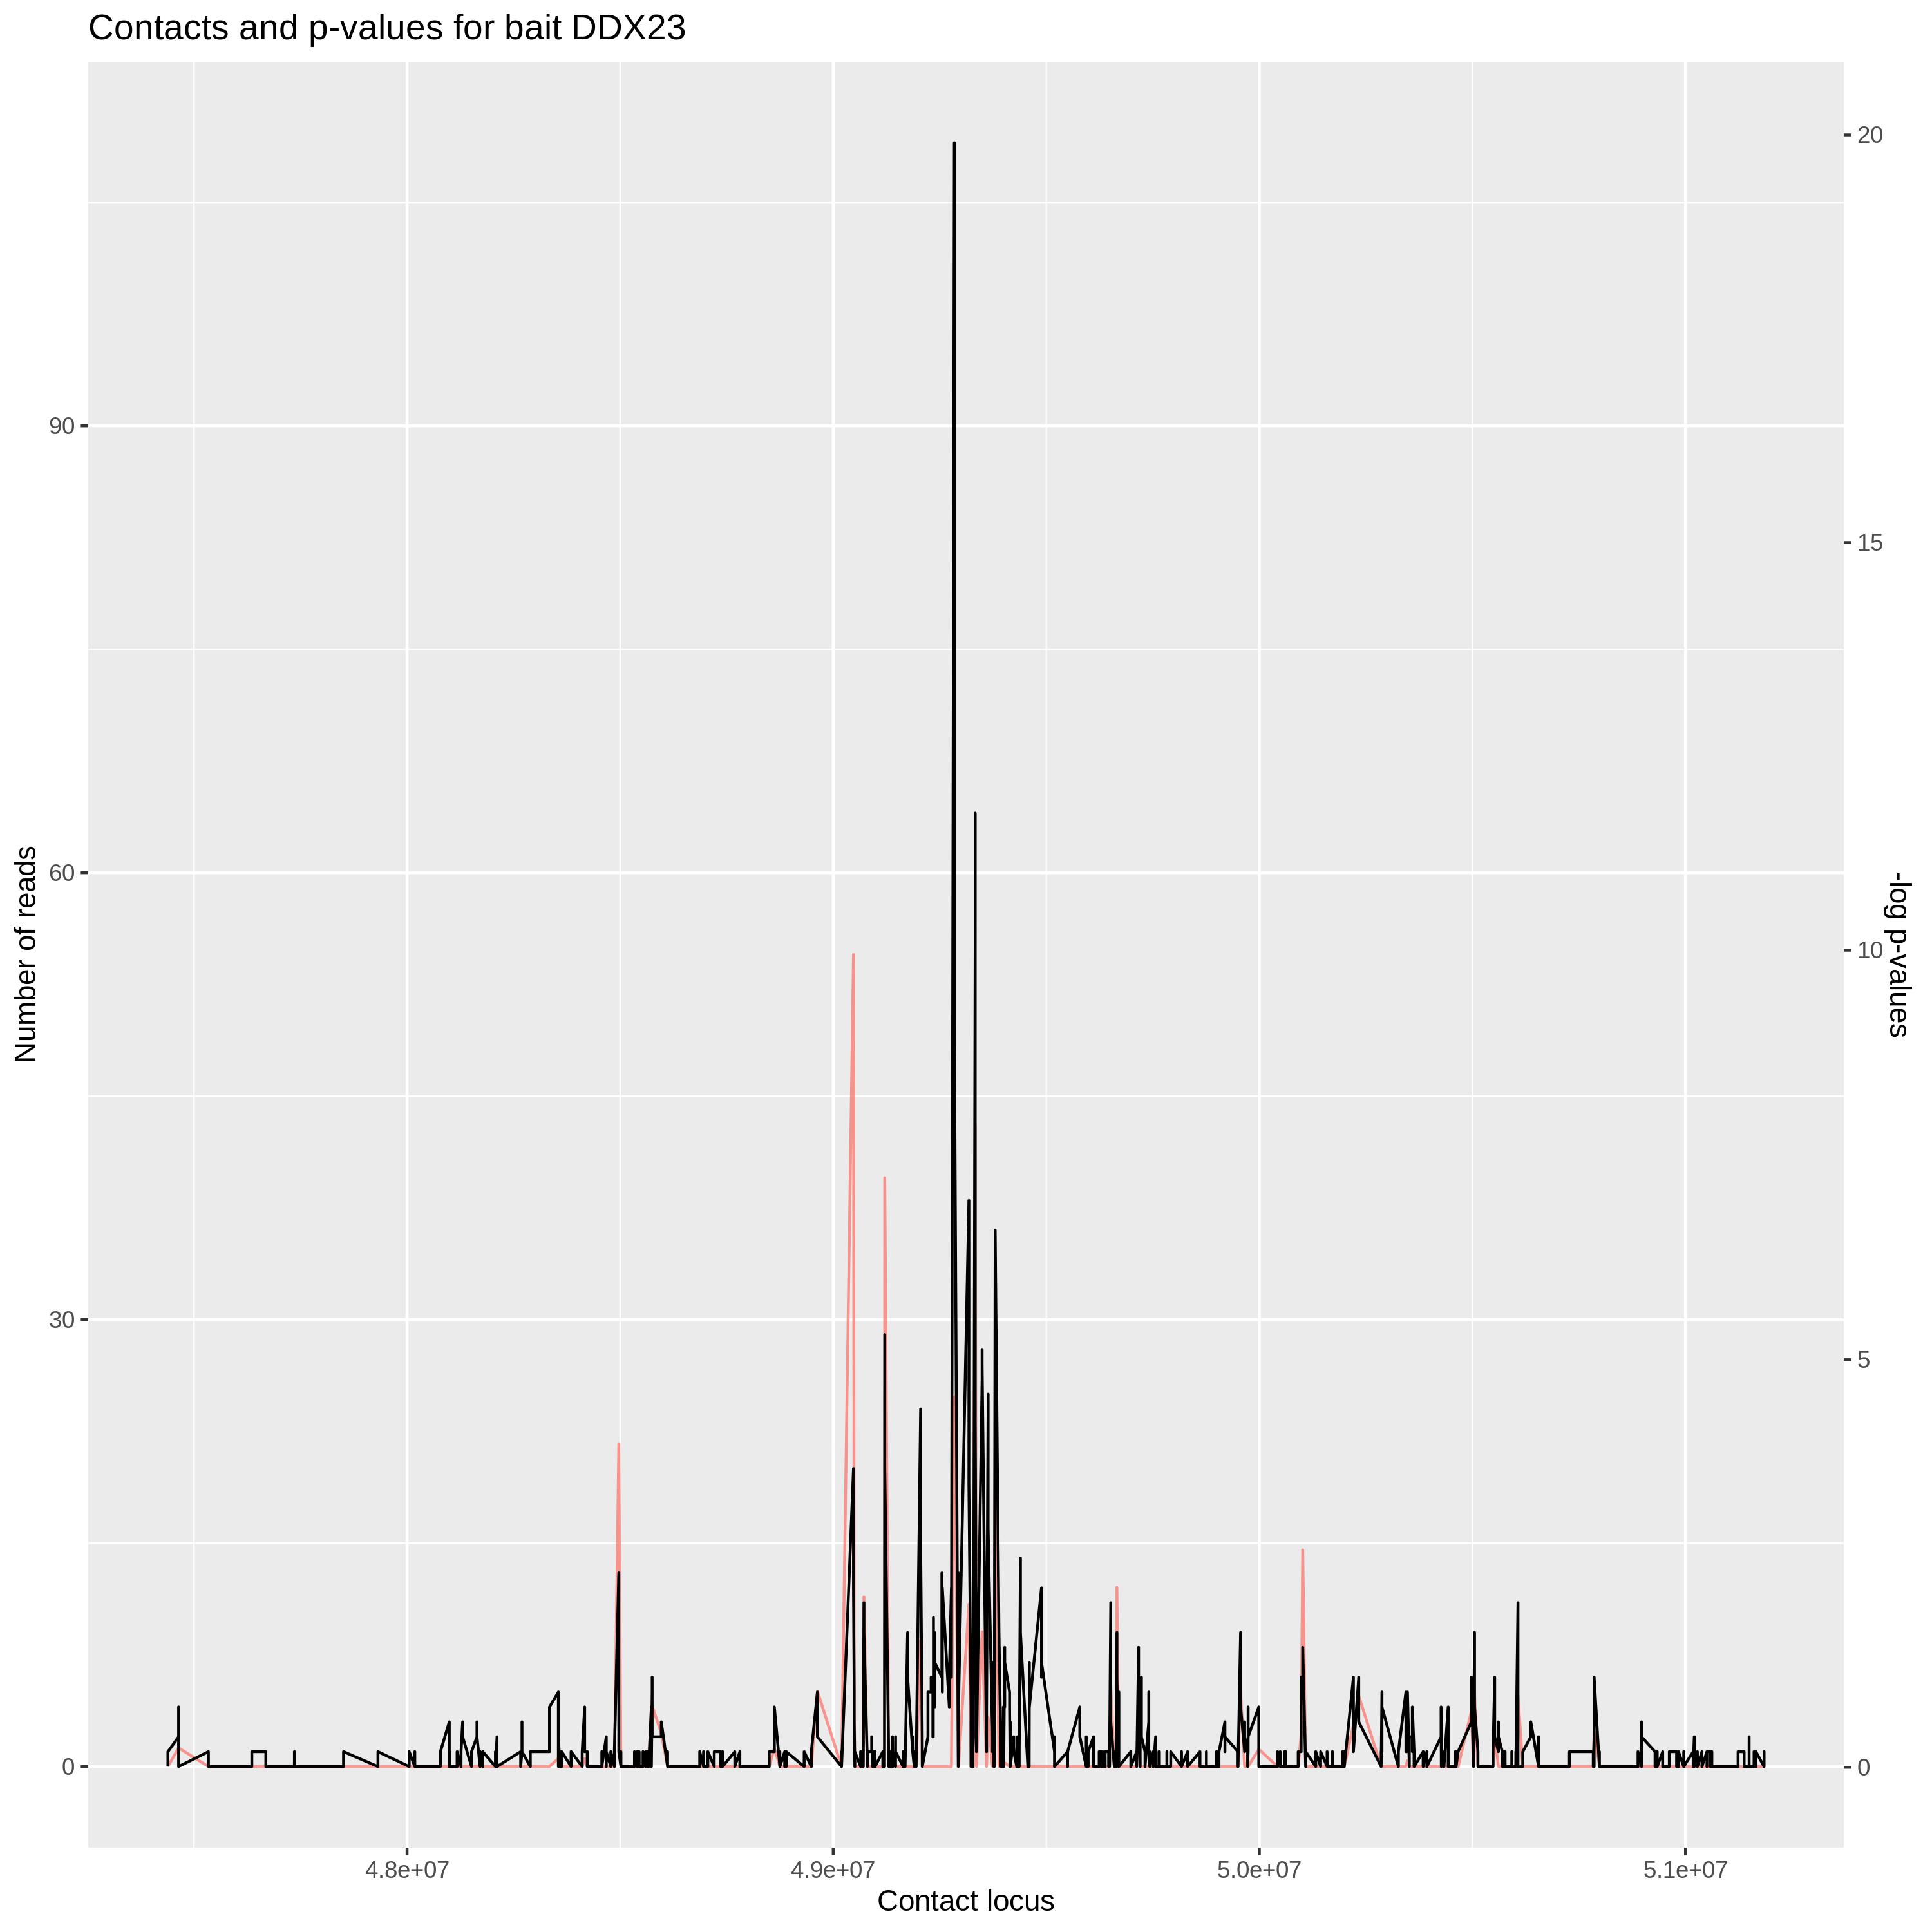 Contacts and p-values for bait DDX23
Number of reads
90
60
30
0
20
15
10
5
0
-log p-values
4.8e+07
4.9e+07
5.0e+07
5.1e+07
Contact locus